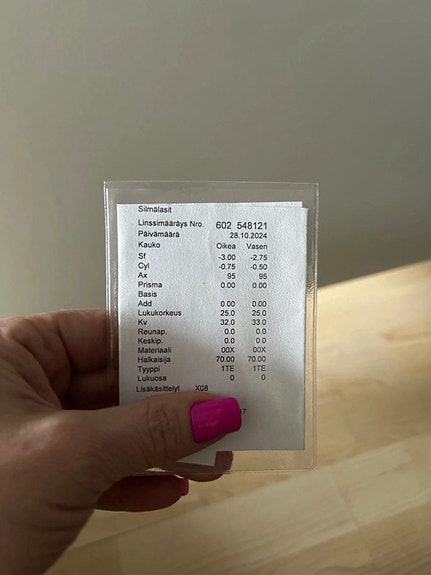 Silmälasit
Linssimääräys Nro. 602 548121
Päivämäärä 28.10.2024
Kauko Oikea Vasen
Sf -3.00 -2.75
Cyl -0.75 -0.50
Ax 95 95
Prisma 0.00 0.00
Basis
Add 0.00 0.00
Lukukorkeus 25.0 25.0
Kv 32.0 33.0
Reunap. 0.0 0.0
Keskip. 0.0 0.0
Materiaali 00X 00X
Halkaisija 70.00 70.00
Tyyppi 1TE 1TE
Lukuosa 0 0
Lisäkäsittelyt X08